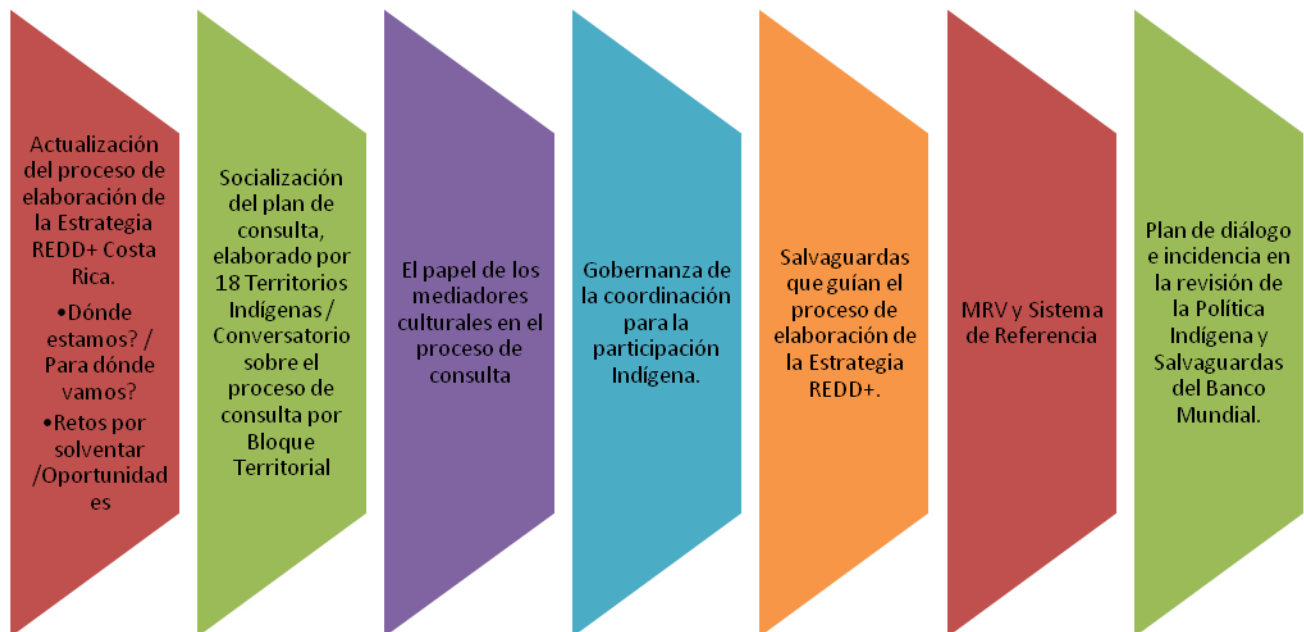 Actualización
del proceso de
elaboración de
la Estrategia
REDD+ Costa
Rica.
•Dónde
estamos? /
Para dónde
vamos?
•Retos por
solventar
/Oportunidad
es
Socialización
del plan de
consulta,
elaborado por
18 Territorios
Indígenas /
Conversatorio
sobre el
proceso de
consulta por
Bloque
Territorial
El papel de los
mediadores
culturales en el
proceso de
consulta
Gobernanza de
la coordinación
para la
participación
Indígena.
Salvaguardas
que guían el
proceso de
elaboración de
la Estrategia
REDD+.
MRV y Sistema
de Referencia
Plan de diálogo
e incidencia en
la revisión de
la Política
Indígena y
Salvaguardas
del Banco
Mundial.